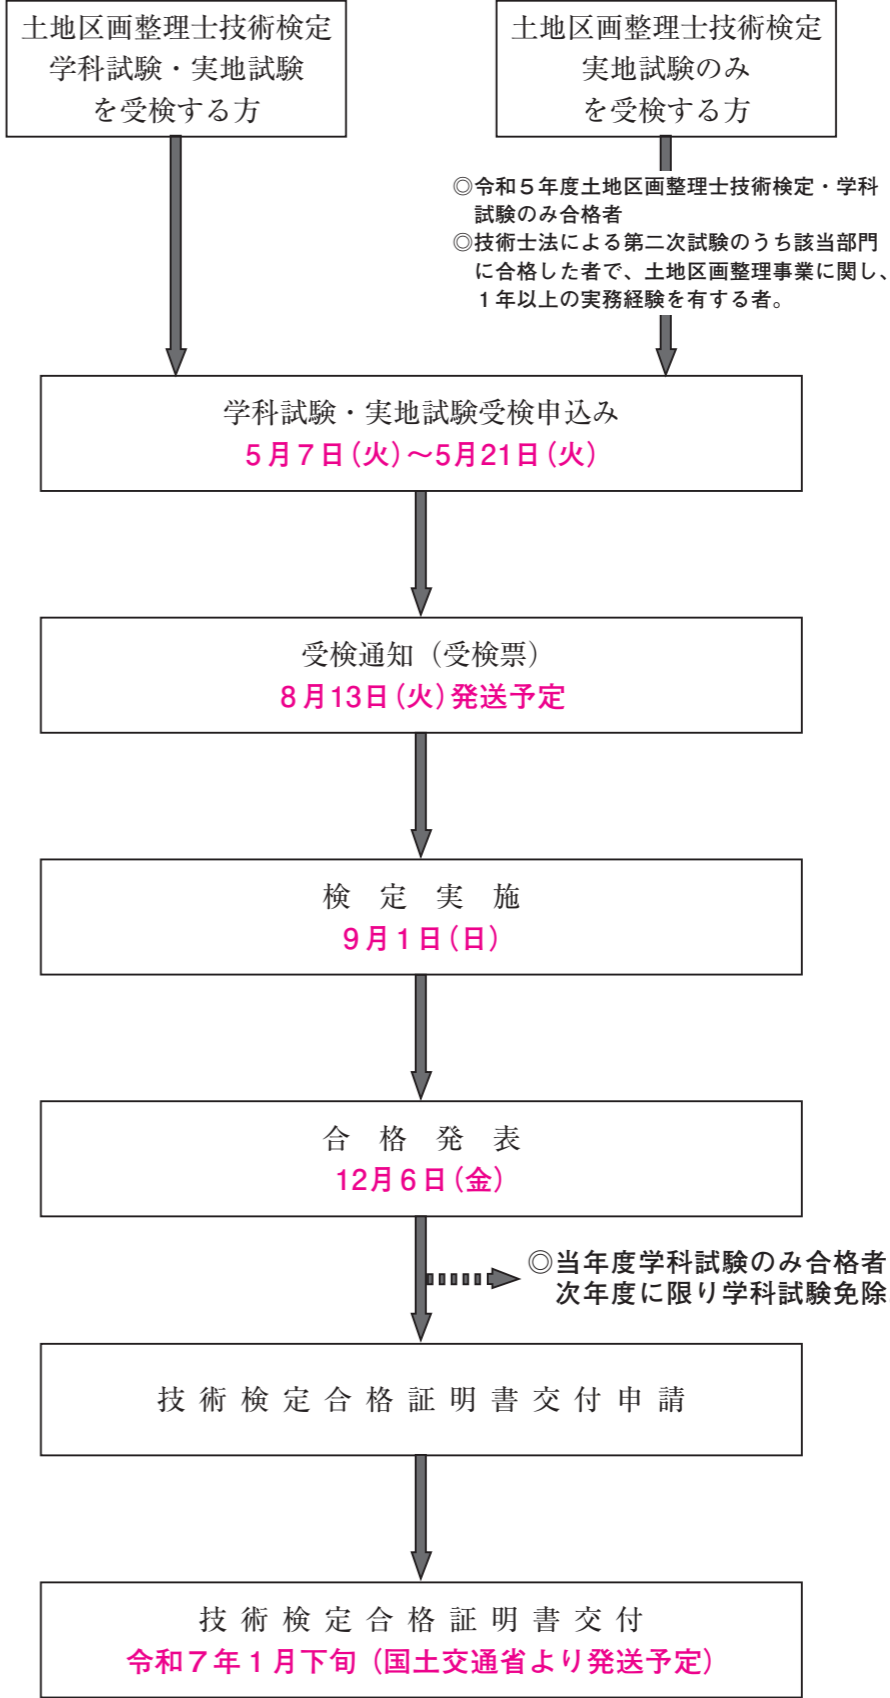 土地区画整理士技術検定
学科試験・実地試験
を受検する方
土地区画整理士技術検定
実地試験のみ
を受検する方
◎令和5年度土地区画整理士技術検定・学科
試験のみ合格者
◎技術士法による第二次試験のうち該当部門
に合格した者で、土地区画整理事業に関し、
1年以上の実務経験を有する者。
学科試験・実地試験受検申込み
5月7日(火)～5月21日(火)
受検通知（受検票）
8月13日(火)発送予定
検　定　実　施
9月1日(日)
合　格　発　表
12月6日(金)
◎当年度学科試験のみ合格者
次年度に限り学科試験免除
技 術 検 定 合 格 証 明 書 交 付 申 請
技 術 検 定 合 格 証 明 書 交 付
令和7年1月下旬（国土交通省より発送予定）